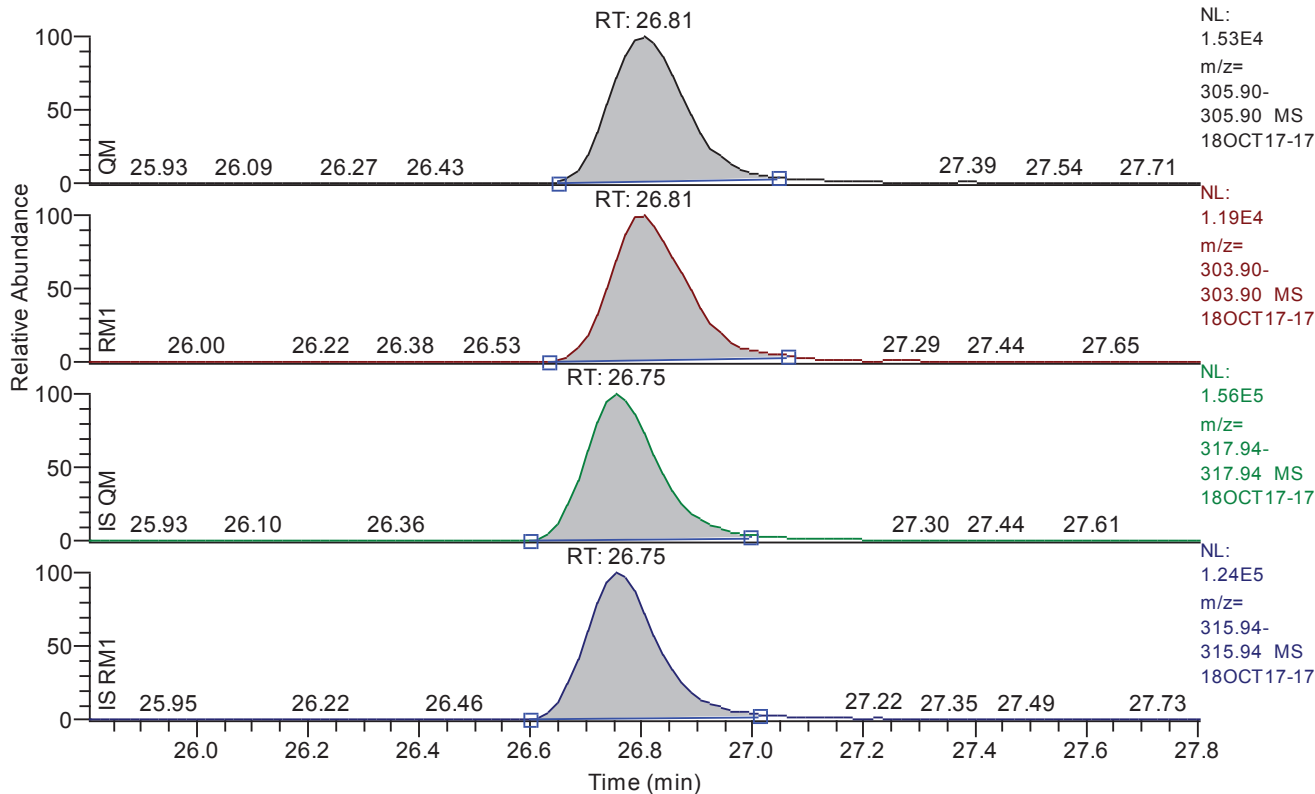 RT: 26.81
NL:
1.53E4
m/z=
305.90-
305.90 MS
18OCT17-17
100
50
0
QM
25.93 26.09 26.27 26.43 27.39 27.54 27.71
RT: 26.81
NL:
1.19E4
m/z=
303.90-
303.90 MS
18OCT17-17
100
50
0
RM1
26.00 26.22 26.38 26.53 27.29 27.44 27.65
Relative Abundance
RT: 26.75
NL:
1.56E5
m/z=
317.94-
317.94 MS
18OCT17-17
100
50
0
IS QM
25.93 26.10 26.36 27.30 27.44 27.61
RT: 26.75
NL:
1.24E5
m/z=
315.94-
315.94 MS
18OCT17-17
100
50
0
IS RM1
25.95 26.22 26.46 27.22 27.35 27.49 27.73
26.0 26.2 26.4 26.6 26.8 27.0 27.2 27.4 27.6 27.8
Time (min)